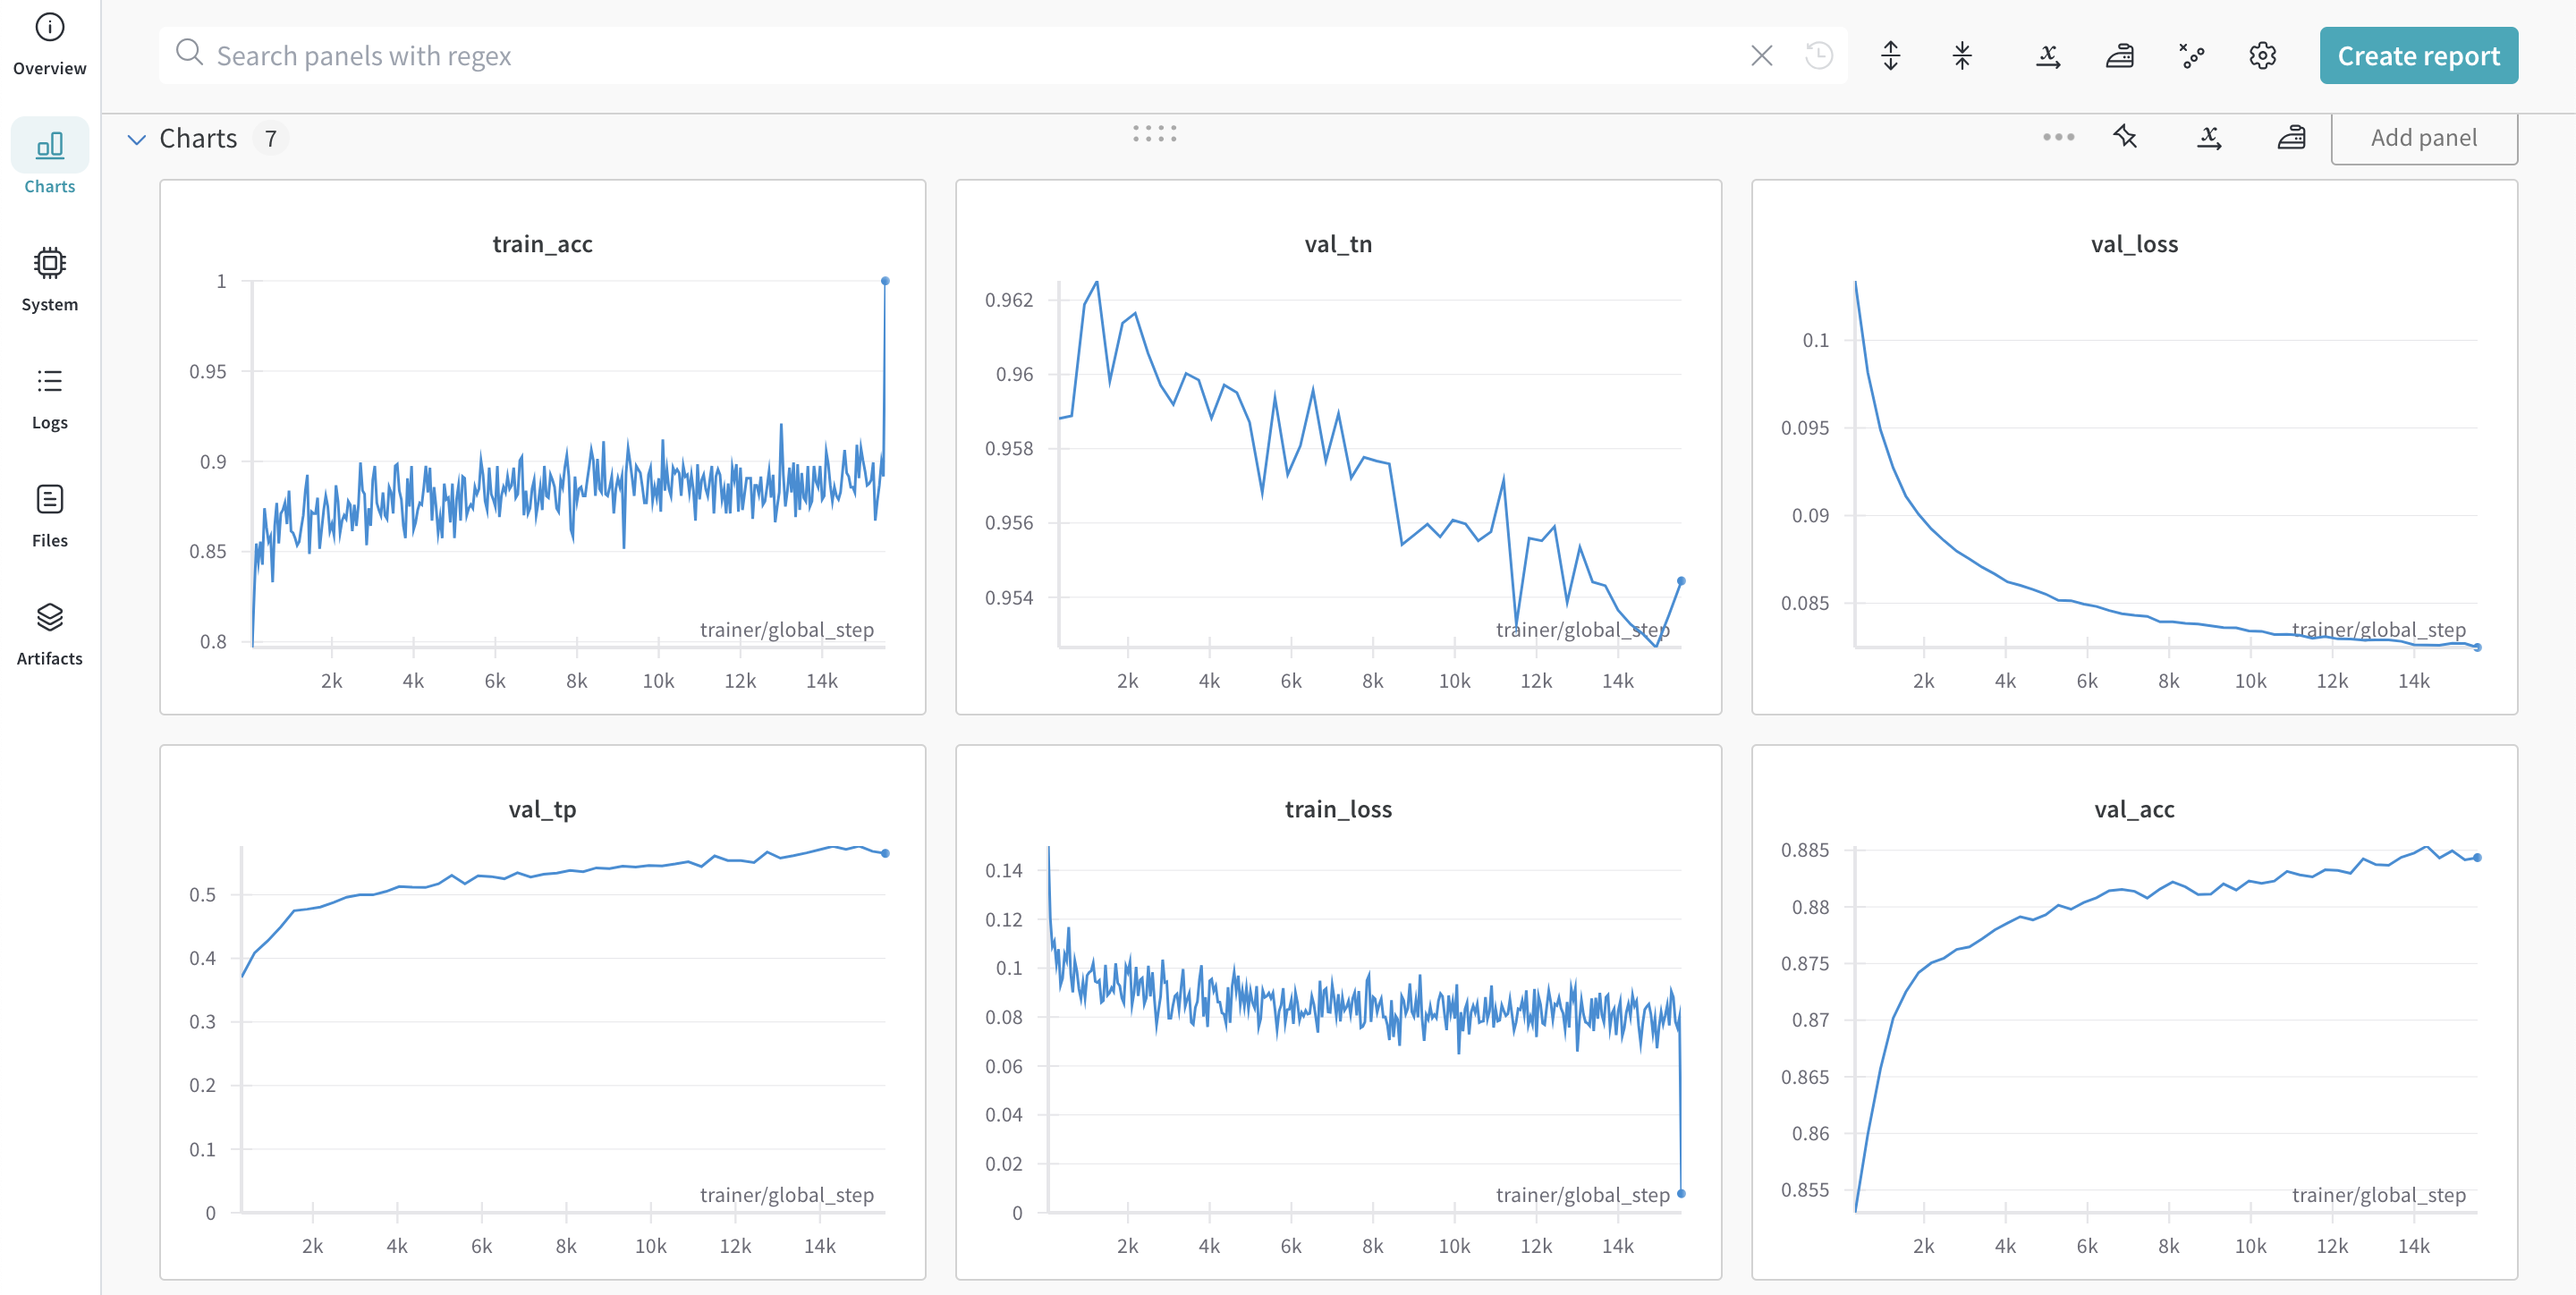 Overview
Charts
System
Logs
Files
Artifacts
Search panels with regex
Create report
Charts 7
Add panel
train_acc
1
0.95
0.9
0.85
0.8
trainer/global_step
2k 4k 6k 8k 10k 12k 14k
val_tn
0.962
0.96
0.958
0.956
0.954
trainer/global_step
2k 4k 6k 8k 10k 12k 14k
val_loss
0.1
0.095
0.09
0.085
trainer/global_step
2k 4k 6k 8k 10k 12k 14k
val_tp
0.5
0.4
0.3
0.2
0.1
0
trainer/global_step
2k 4k 6k 8k 10k 12k 14k
train_loss
0.14
0.12
0.1
0.08
0.06
0.04
0.02
0
trainer/global_step
2k 4k 6k 8k 10k 12k 14k
val_acc
0.885
0.88
0.875
0.87
0.865
0.86
0.855
trainer/global_step
2k 4k 6k 8k 10k 12k 14k